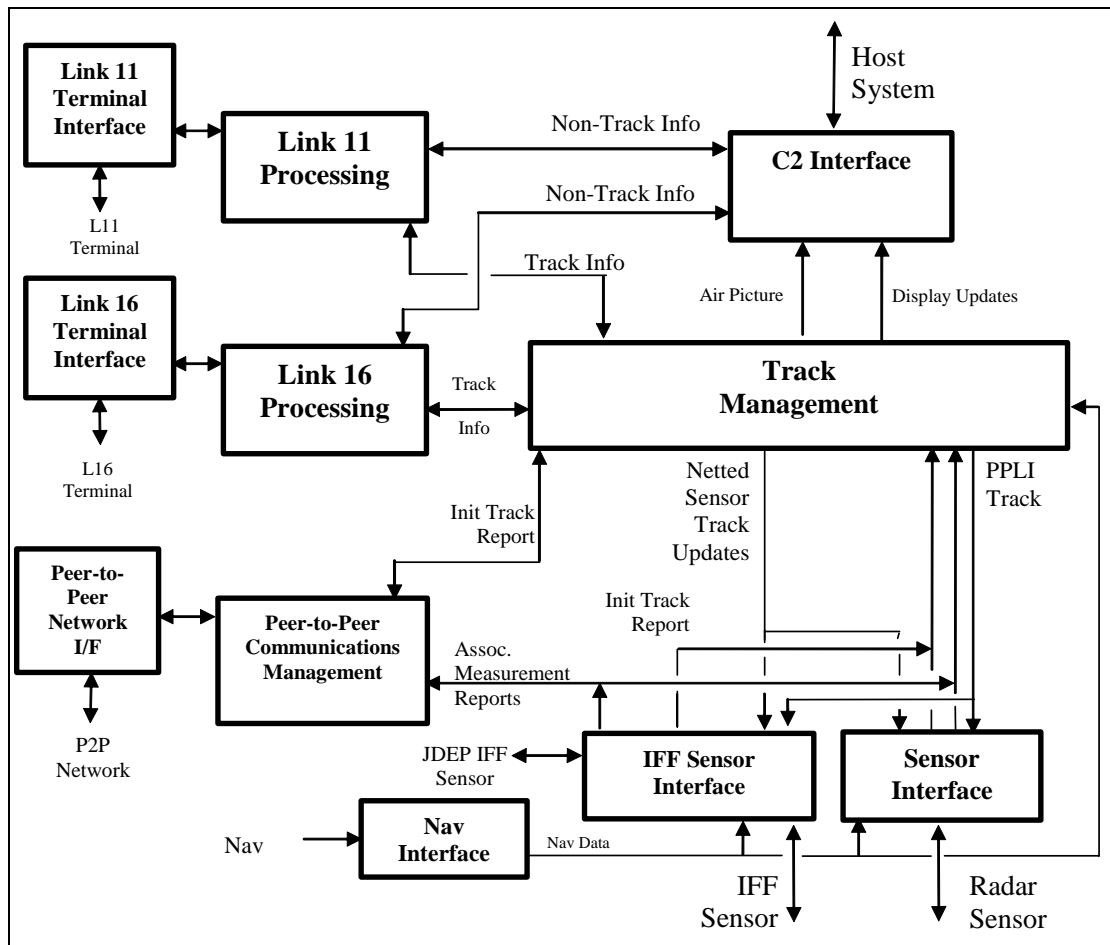 Link 11
Terminal
Interface
L11
Terminal
Link 11
Processing
Non-Track Info
Host
System
C2 Interface
Non-Track Info
Track Info
Air Picture
Display Updates
Link 16
Terminal
Interface
L16
Terminal
Link 16
Processing
Track
Info
Track
Management
Init Track
Report
Netted
Sensor
Track
Updates
PPLI
Track
Peer-to-
Peer
Network
I/F
P2P
Network
Peer-to-Peer
Communications
Management
Init Track
Report
Assoc.
Measurement
Reports
JDEP IFF
Sensor
IFF Sensor
Interface
Sensor
Interface
Nav
Nav
Interface
Nav Data
IFF
Sensor
Radar
Sensor